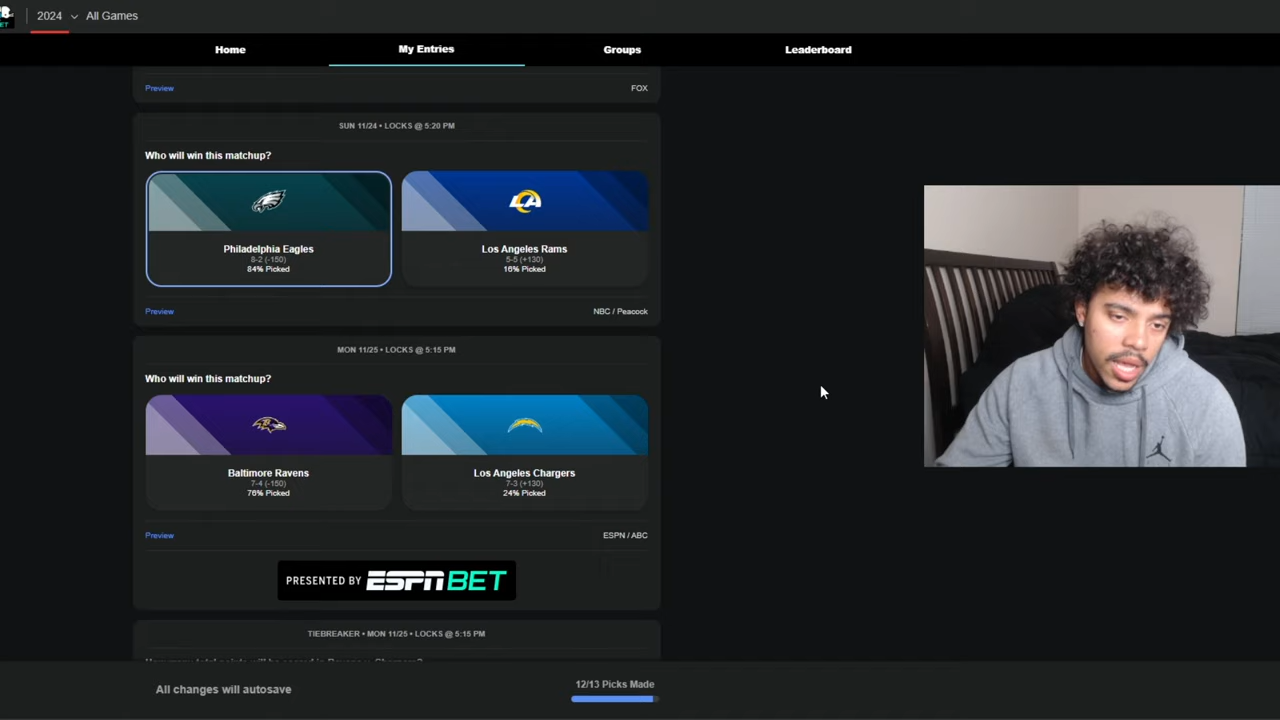 BET
2024 All Games
Home My Entries Groups Leaderboard
Preview FOX
SUN 11/24 • LOCKS @ 5:20 PM
Who will win this matchup?
LA
Philadelphia Eagles Los Angeles Rams
8-2 (-150) 5-5 (+130)
84% Picked 16% Picked
Preview NBC / Peacock
MON 11/25 • LOCKS @ 5:15 PM
Who will win this matchup?
Baltimore Ravens Los Angeles Chargers
7-4 (-150) 7-3 (+130)
76% Picked 24% Picked
Preview ESPN / ABC
PRESENTED BY ESPN BET
TIEBREAKER • MON 11/25 • LOCKS @ 5:15 PM
All changes will autosave
12/13 Picks Made